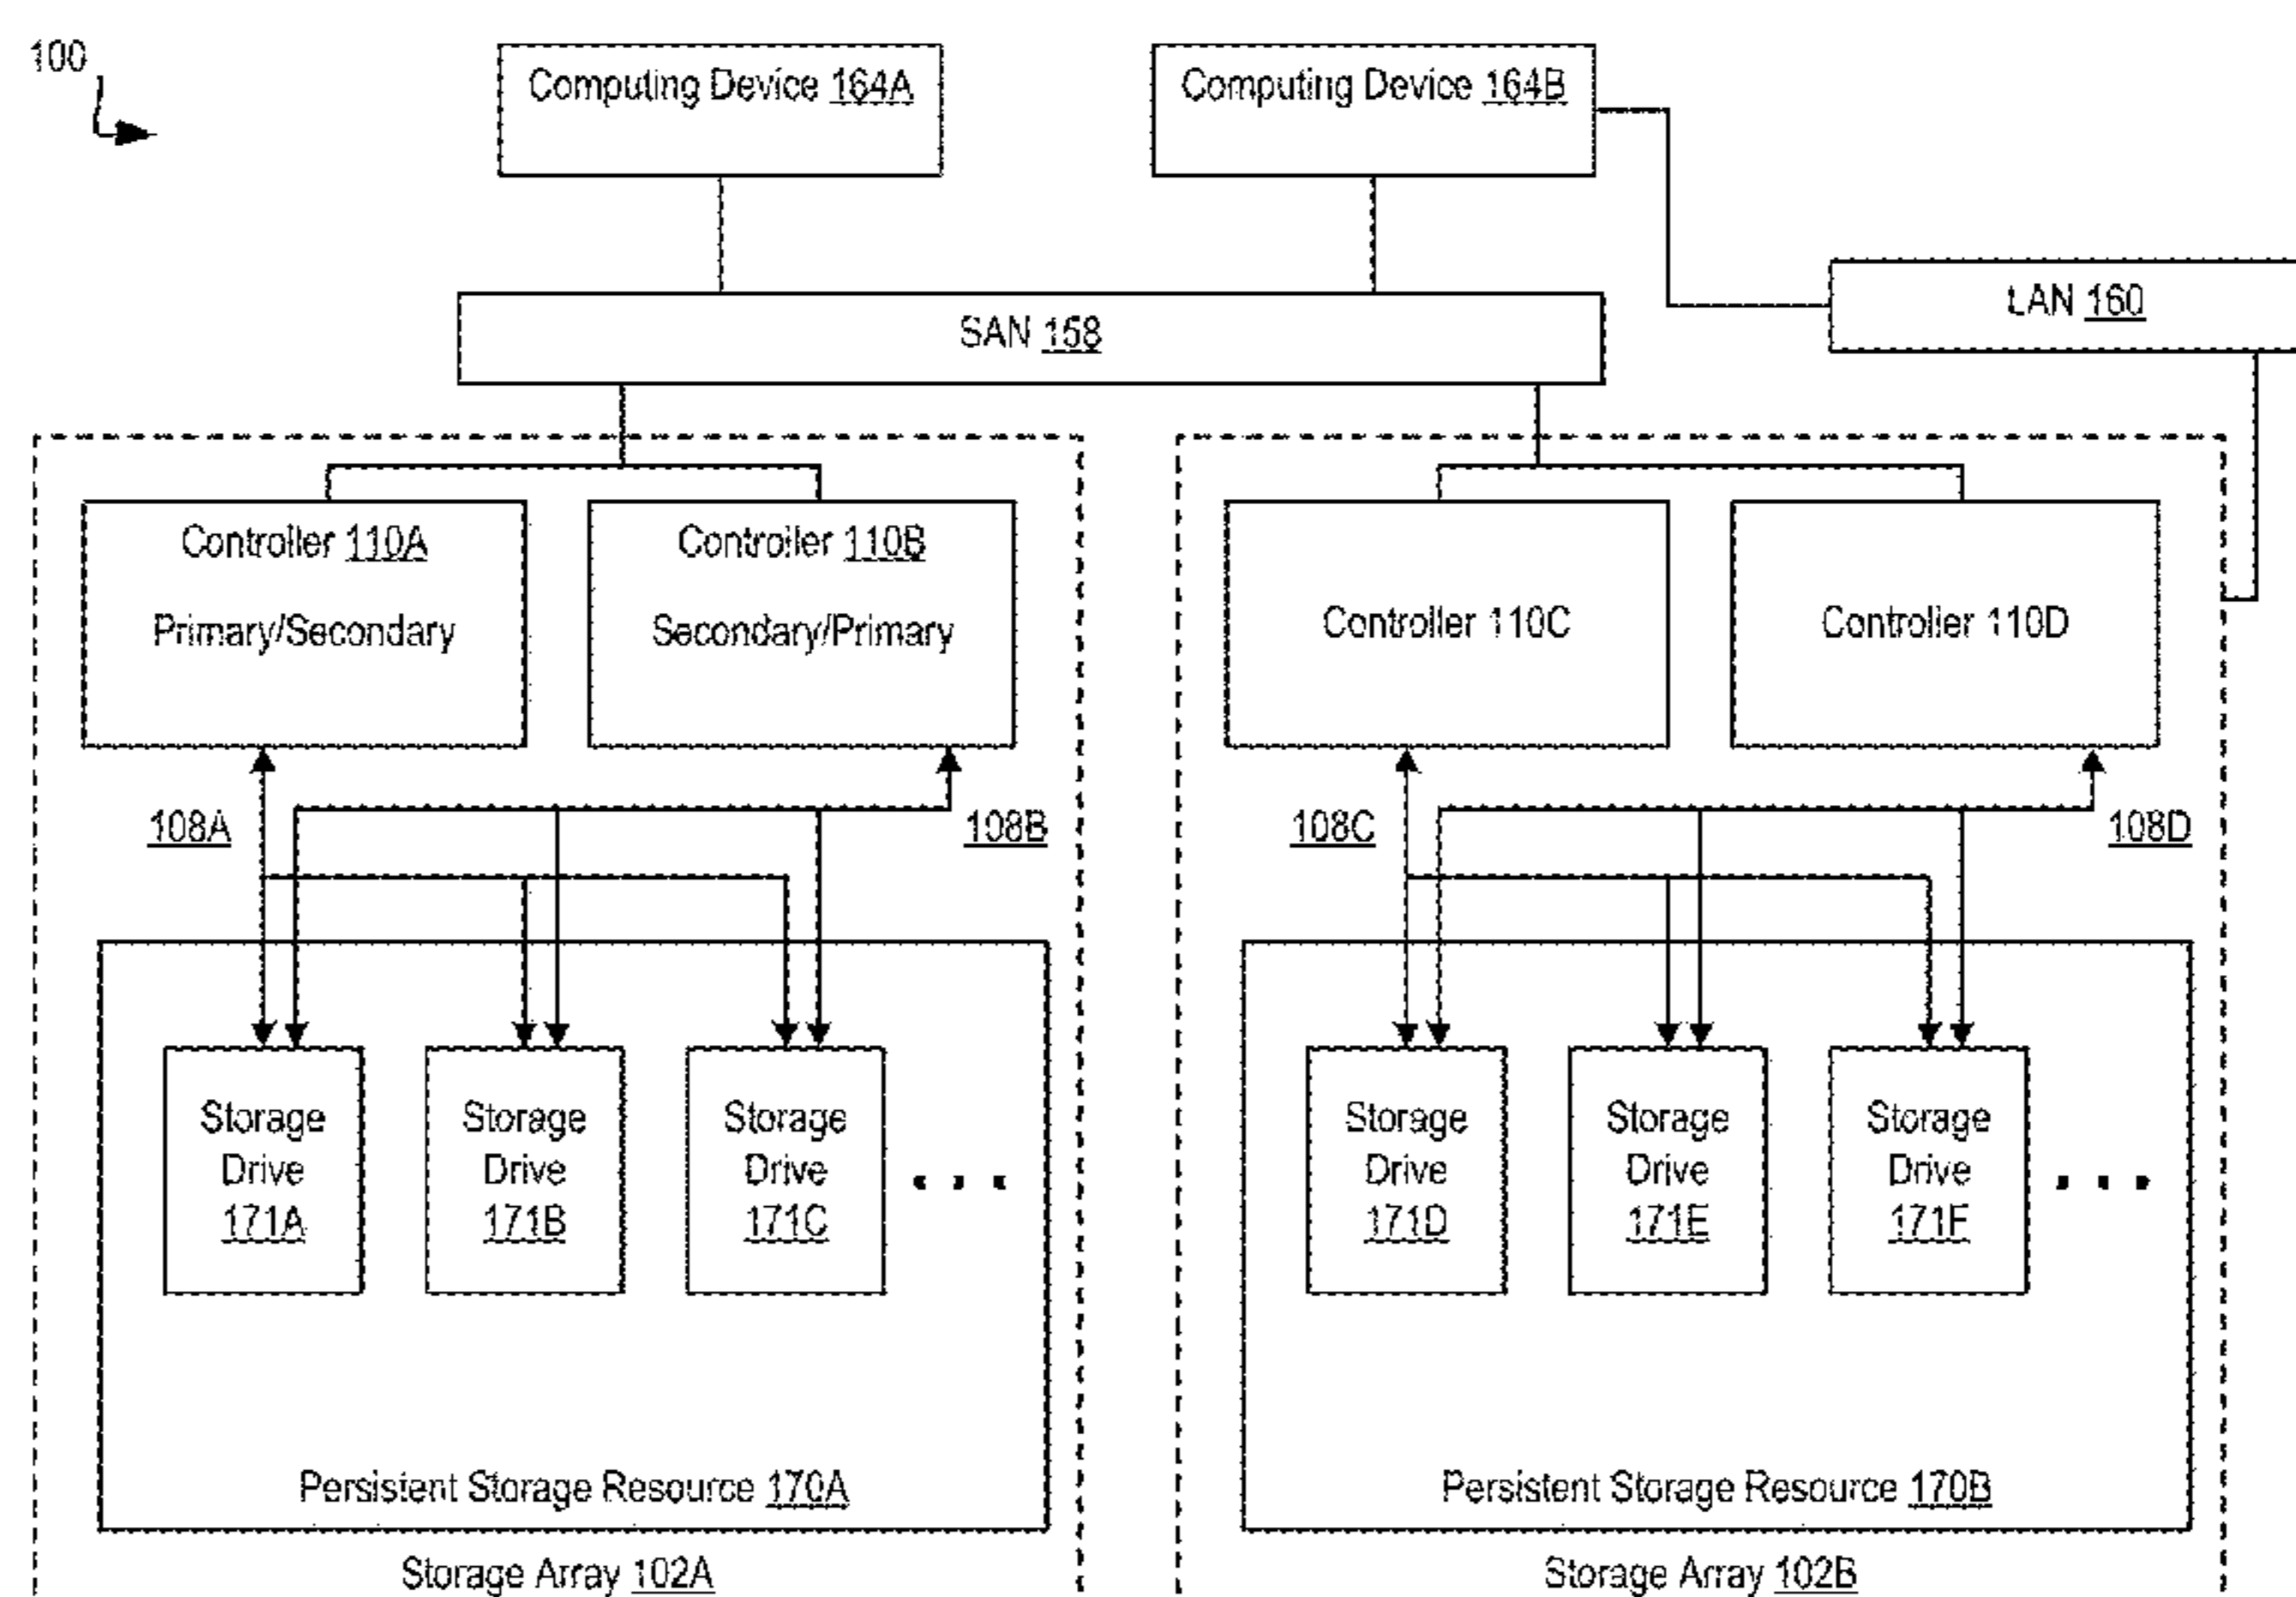 100
Computing Device 164A
Computing Device 164B
SAN 158
LAN 160
Controller 110A
Primary/Secondary
Controller 110B
Secondary/Primary
Controller 110C
Controller 110D
108A
108B
108C
108D
Storage
Drive
171A
Storage
Drive
171B
Storage
Drive
171C
. . .
Storage
Drive
171D
Storage
Drive
171E
Storage
Drive
171F
. . .
Persistent Storage Resource 170A
Persistent Storage Resource 170B
Storage Array 102A
Storage Array 102B